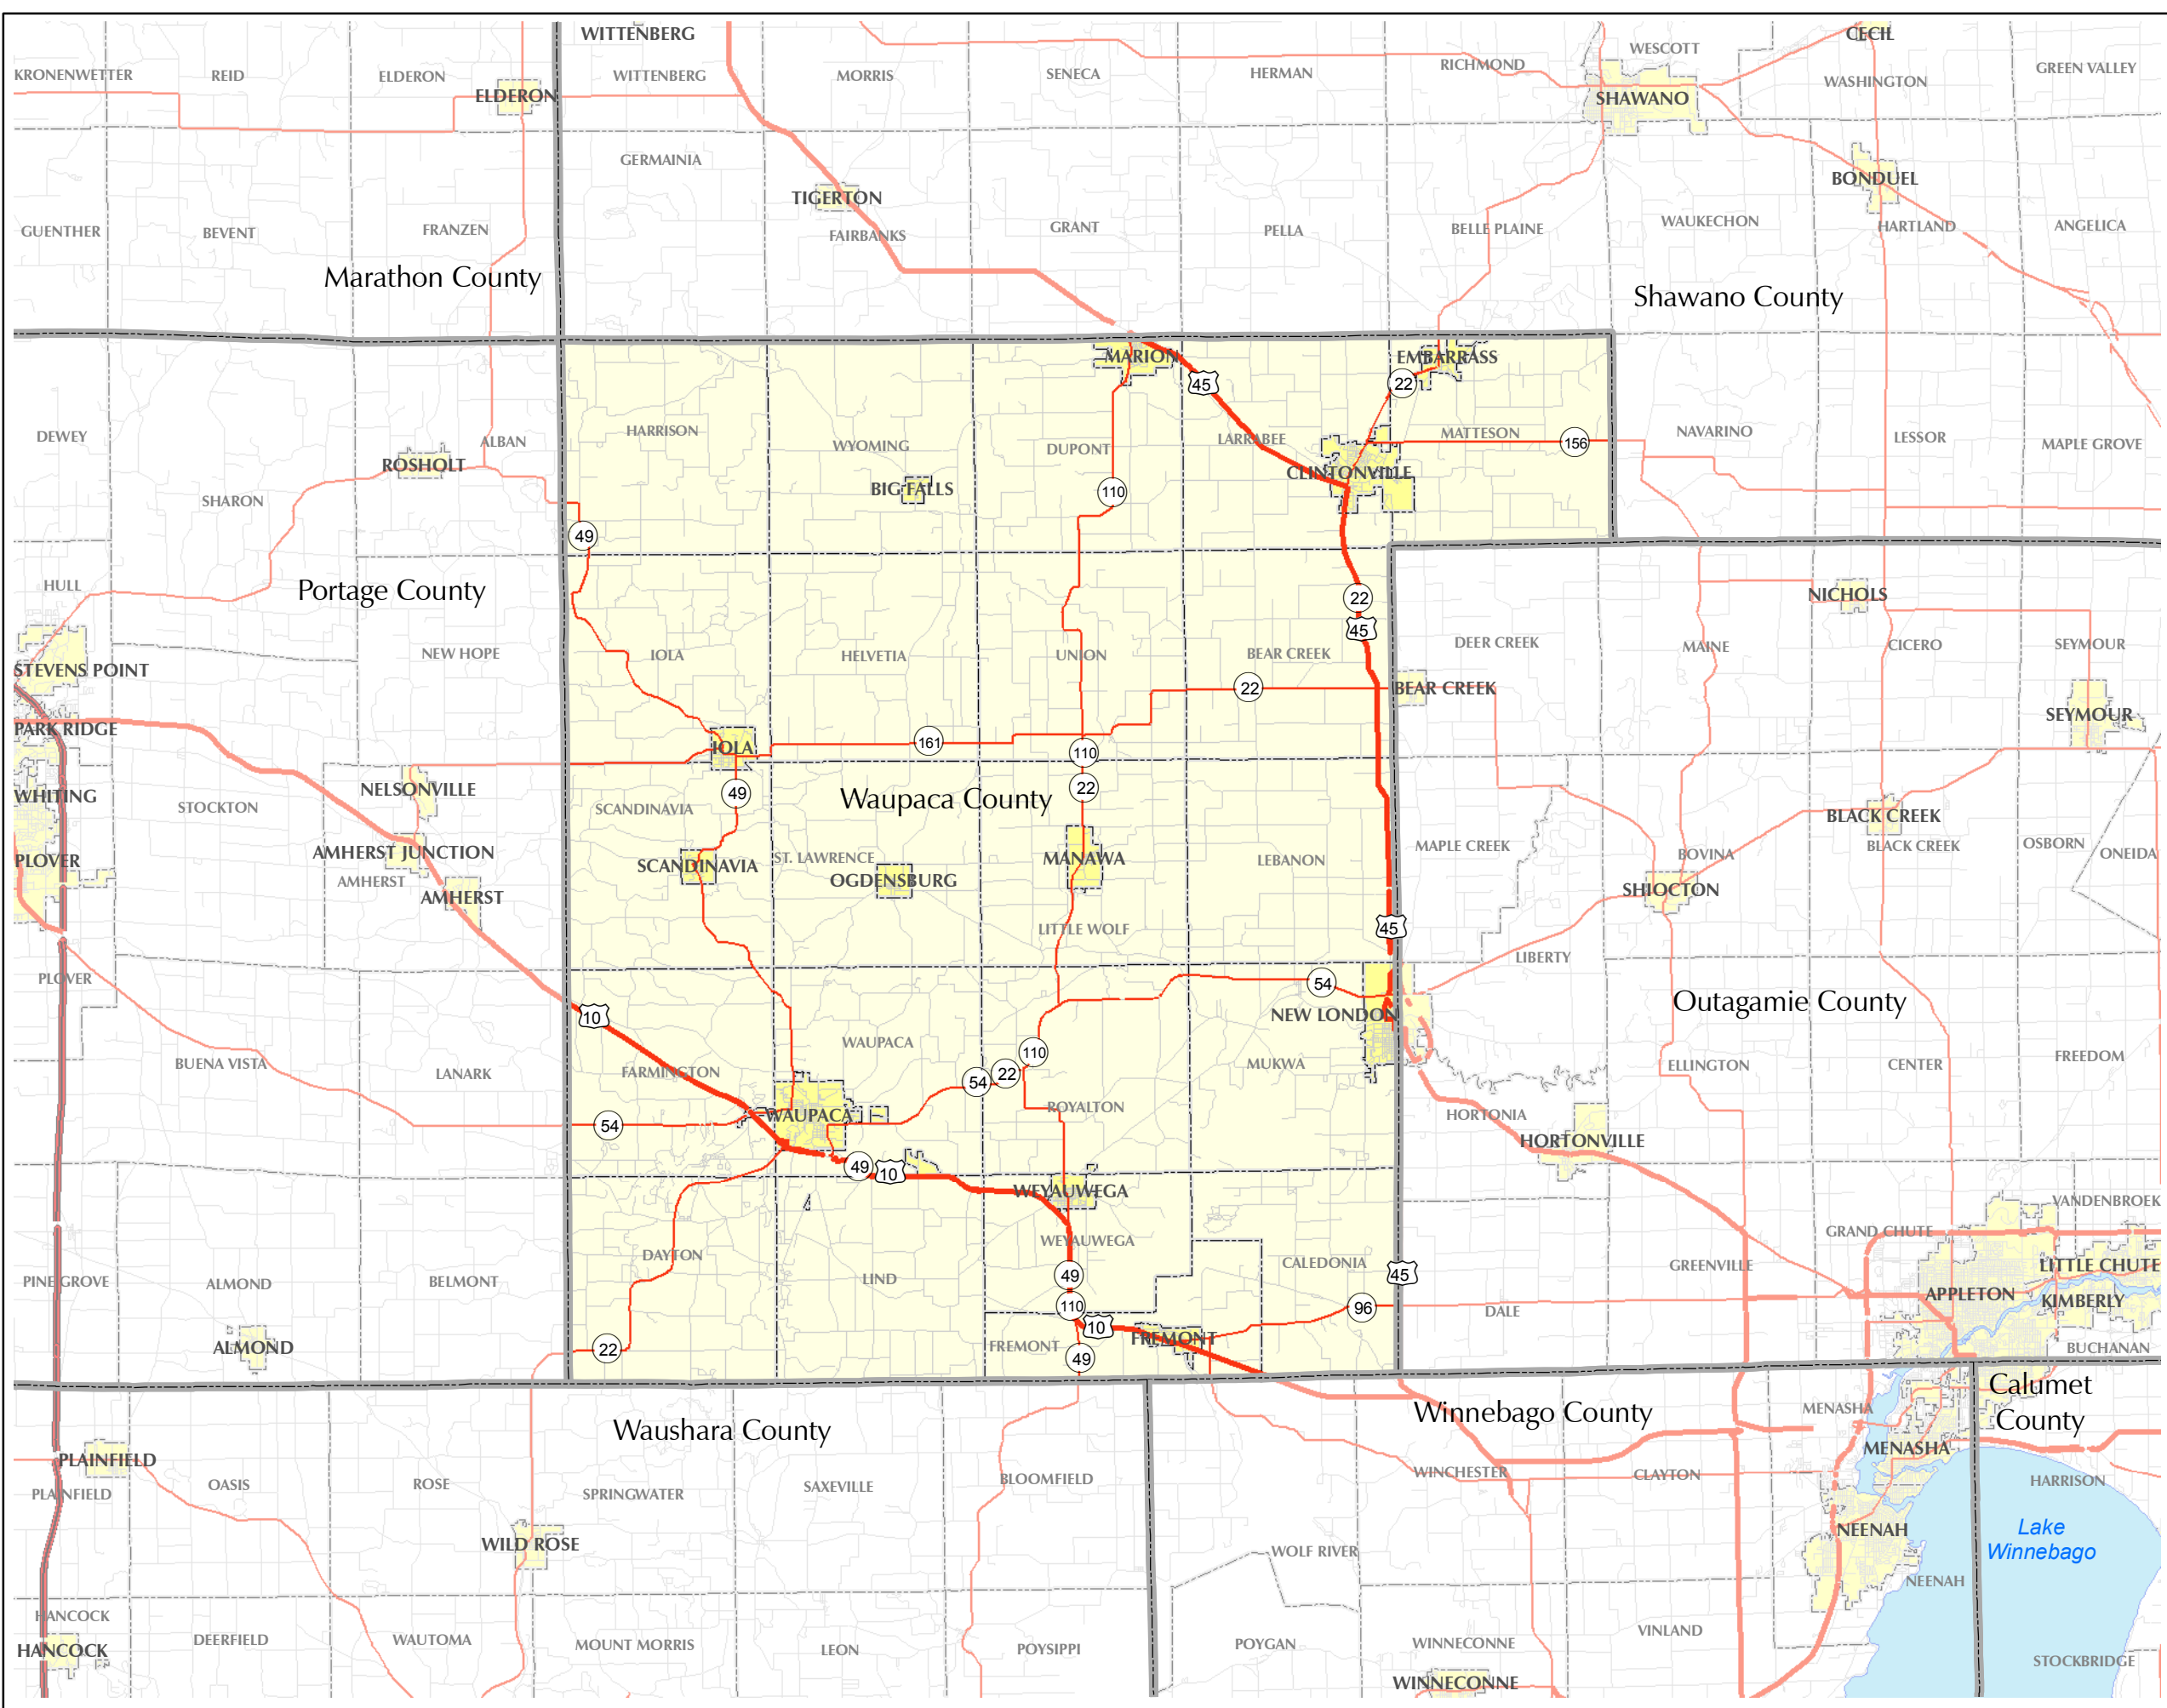 WITTENBERG
CECIL
KRONENWETTER
REID
ELDERON
WITTENBERG
MORRIS
SENECA
HERMAN
RICHMOND
WESCOTT
WASHINGTON
GREEN VALLEY
ELDERON
SHAWANO
GERMAINIA
TIGERTON
BONDUEL
GUENTHER
BEVENT
FRANZEN
FAIRBANKS
GRANT
PELLA
BELLE PLAINE
WAUKECHON
HARTLAND
ANGELICA
Marathon County
Shawano County
MARION
EMBARRASS
45
22
DEWEY
ALBAN
HARRISON
WYOMING
DUPONT
LARRABEE
MATTESON
156
NAVARINO
LESSOR
MAPLE GROVE
ROSHOLT
CLINTONVILLE
SHARON
BIG FALLS
110
49
HULL
Portage County
22
NICHOLS
45
STEVENS POINT
NEW HOPE
IOLA
HELVETIA
UNION
BEAR CREEK
DEER CREEK
MAINE
CICERO
SEYMOUR
22
BEAR CREEK
PARK RIDGE
SEYMOUR
IOLA
161
110
WHITING
NELSONVILLE
STOCKTON
49
SCANDINAVIA
Waupaca County
22
BLACK CREEK
PLOVER
AMHERST JUNCTION
SCANDINAVIA
ST. LAWRENCE
MANAWA
LEBANON
MAPLE CREEK
BOVINA
BLACK CREEK
OSBORN
ONEIDA
AMHERST
OGDENSBURG
AMHERST
SHIOCTON
LITTLE WOLF
45
PLOVER
LIBERTY
54
10
NEW LONDON
Outagamie County
BUENA VISTA
LANARK
FARMINGTON
WAUPACA
110
MUKWA
ELLINGTON
CENTER
FREEDOM
54
22
54
WAUPACA
ROYALTON
HORTONIA
HORTONVILLE
49
10
WEYAUWEGA
VANDENBROEK
DAYTON
WEYAUWEGA
GRAND CHUTE
PINE GROVE
ALMOND
BELMONT
LIND
49
CALEDONIA
45
GREENVILLE
LITTLE CHUTE
APPLETON
KIMBERLY
110
96
DALE
10
ALMOND
22
FREMONT
49
FREMONT
BUCHANAN
Calumet
County
Waushara County
Winnebago County
MENASHA
MENASHA
PLAINFIELD
PLAINFIELD
OASIS
ROSE
SPRINGWATER
SAXEVILLE
BLOOMFIELD
WINCHESTER
CLAYTON
HARRISON
WILD ROSE
WOLF RIVER
NEENAH
Lake
Winnebago
NEENAH
HANCOCK
HANCOCK
DEERFIELD
WAUTOMA
MOUNT MORRIS
LEON
POYSIPPI
POYGAN
WINNECONNE
VINLAND
STOCKBRIDGE
WINNECONNE